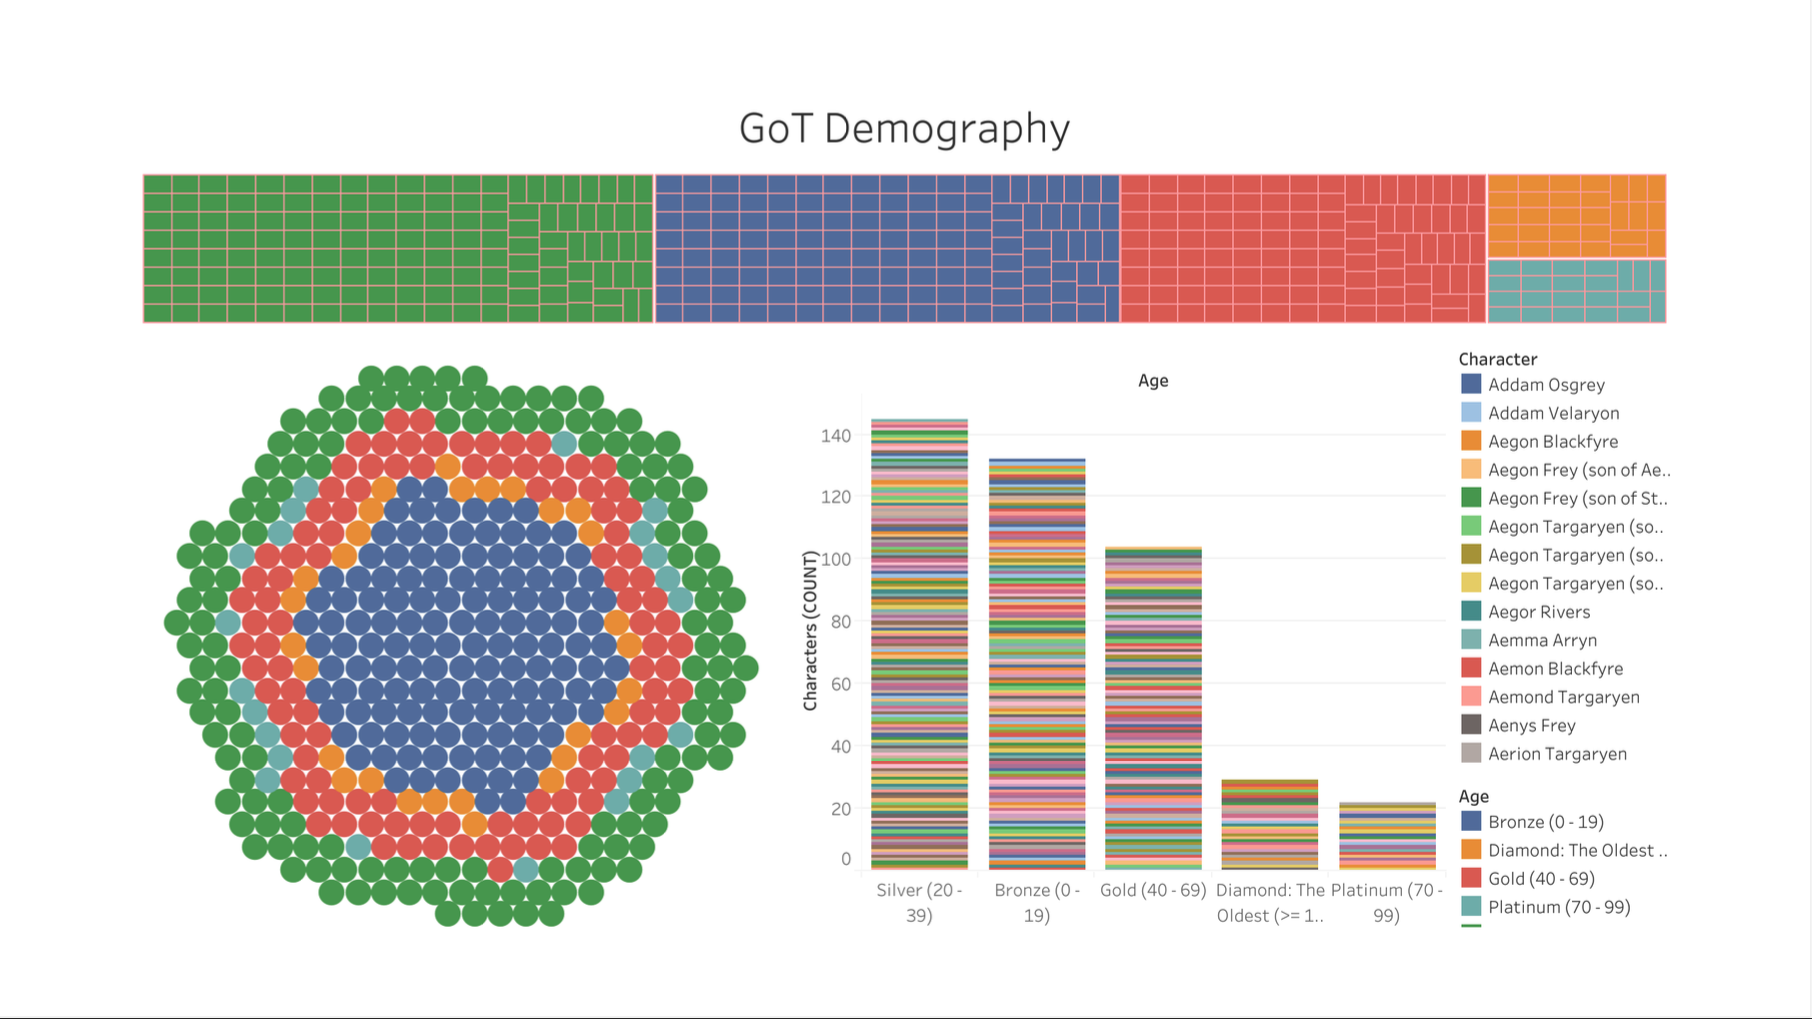 GoT Demography
Age
Characters (COUNT)
140
120
100
80
60
40
20
0
Silver (20 -
39)
Bronze (0 -
19)
Gold (40 - 69)
Diamond: The
Oldest (>= 1..
Platinum (70 -
99)
Character
Addam Osgrey
Addam Velaryon
Aegon Blackfyre
Aegon Frey (son of Ae..
Aegon Frey (son of St..
Aegon Targaryen (so..
Aegon Targaryen (so..
Aegon Targaryen (so..
Aegor Rivers
Aemma Arryn
Aemon Blackfyre
Aemond Targaryen
Aenys Frey
Aerion Targaryen
Age
Bronze (0 - 19)
Diamond: The Oldest ..
Gold (40 - 69)
Platinum (70 - 99)